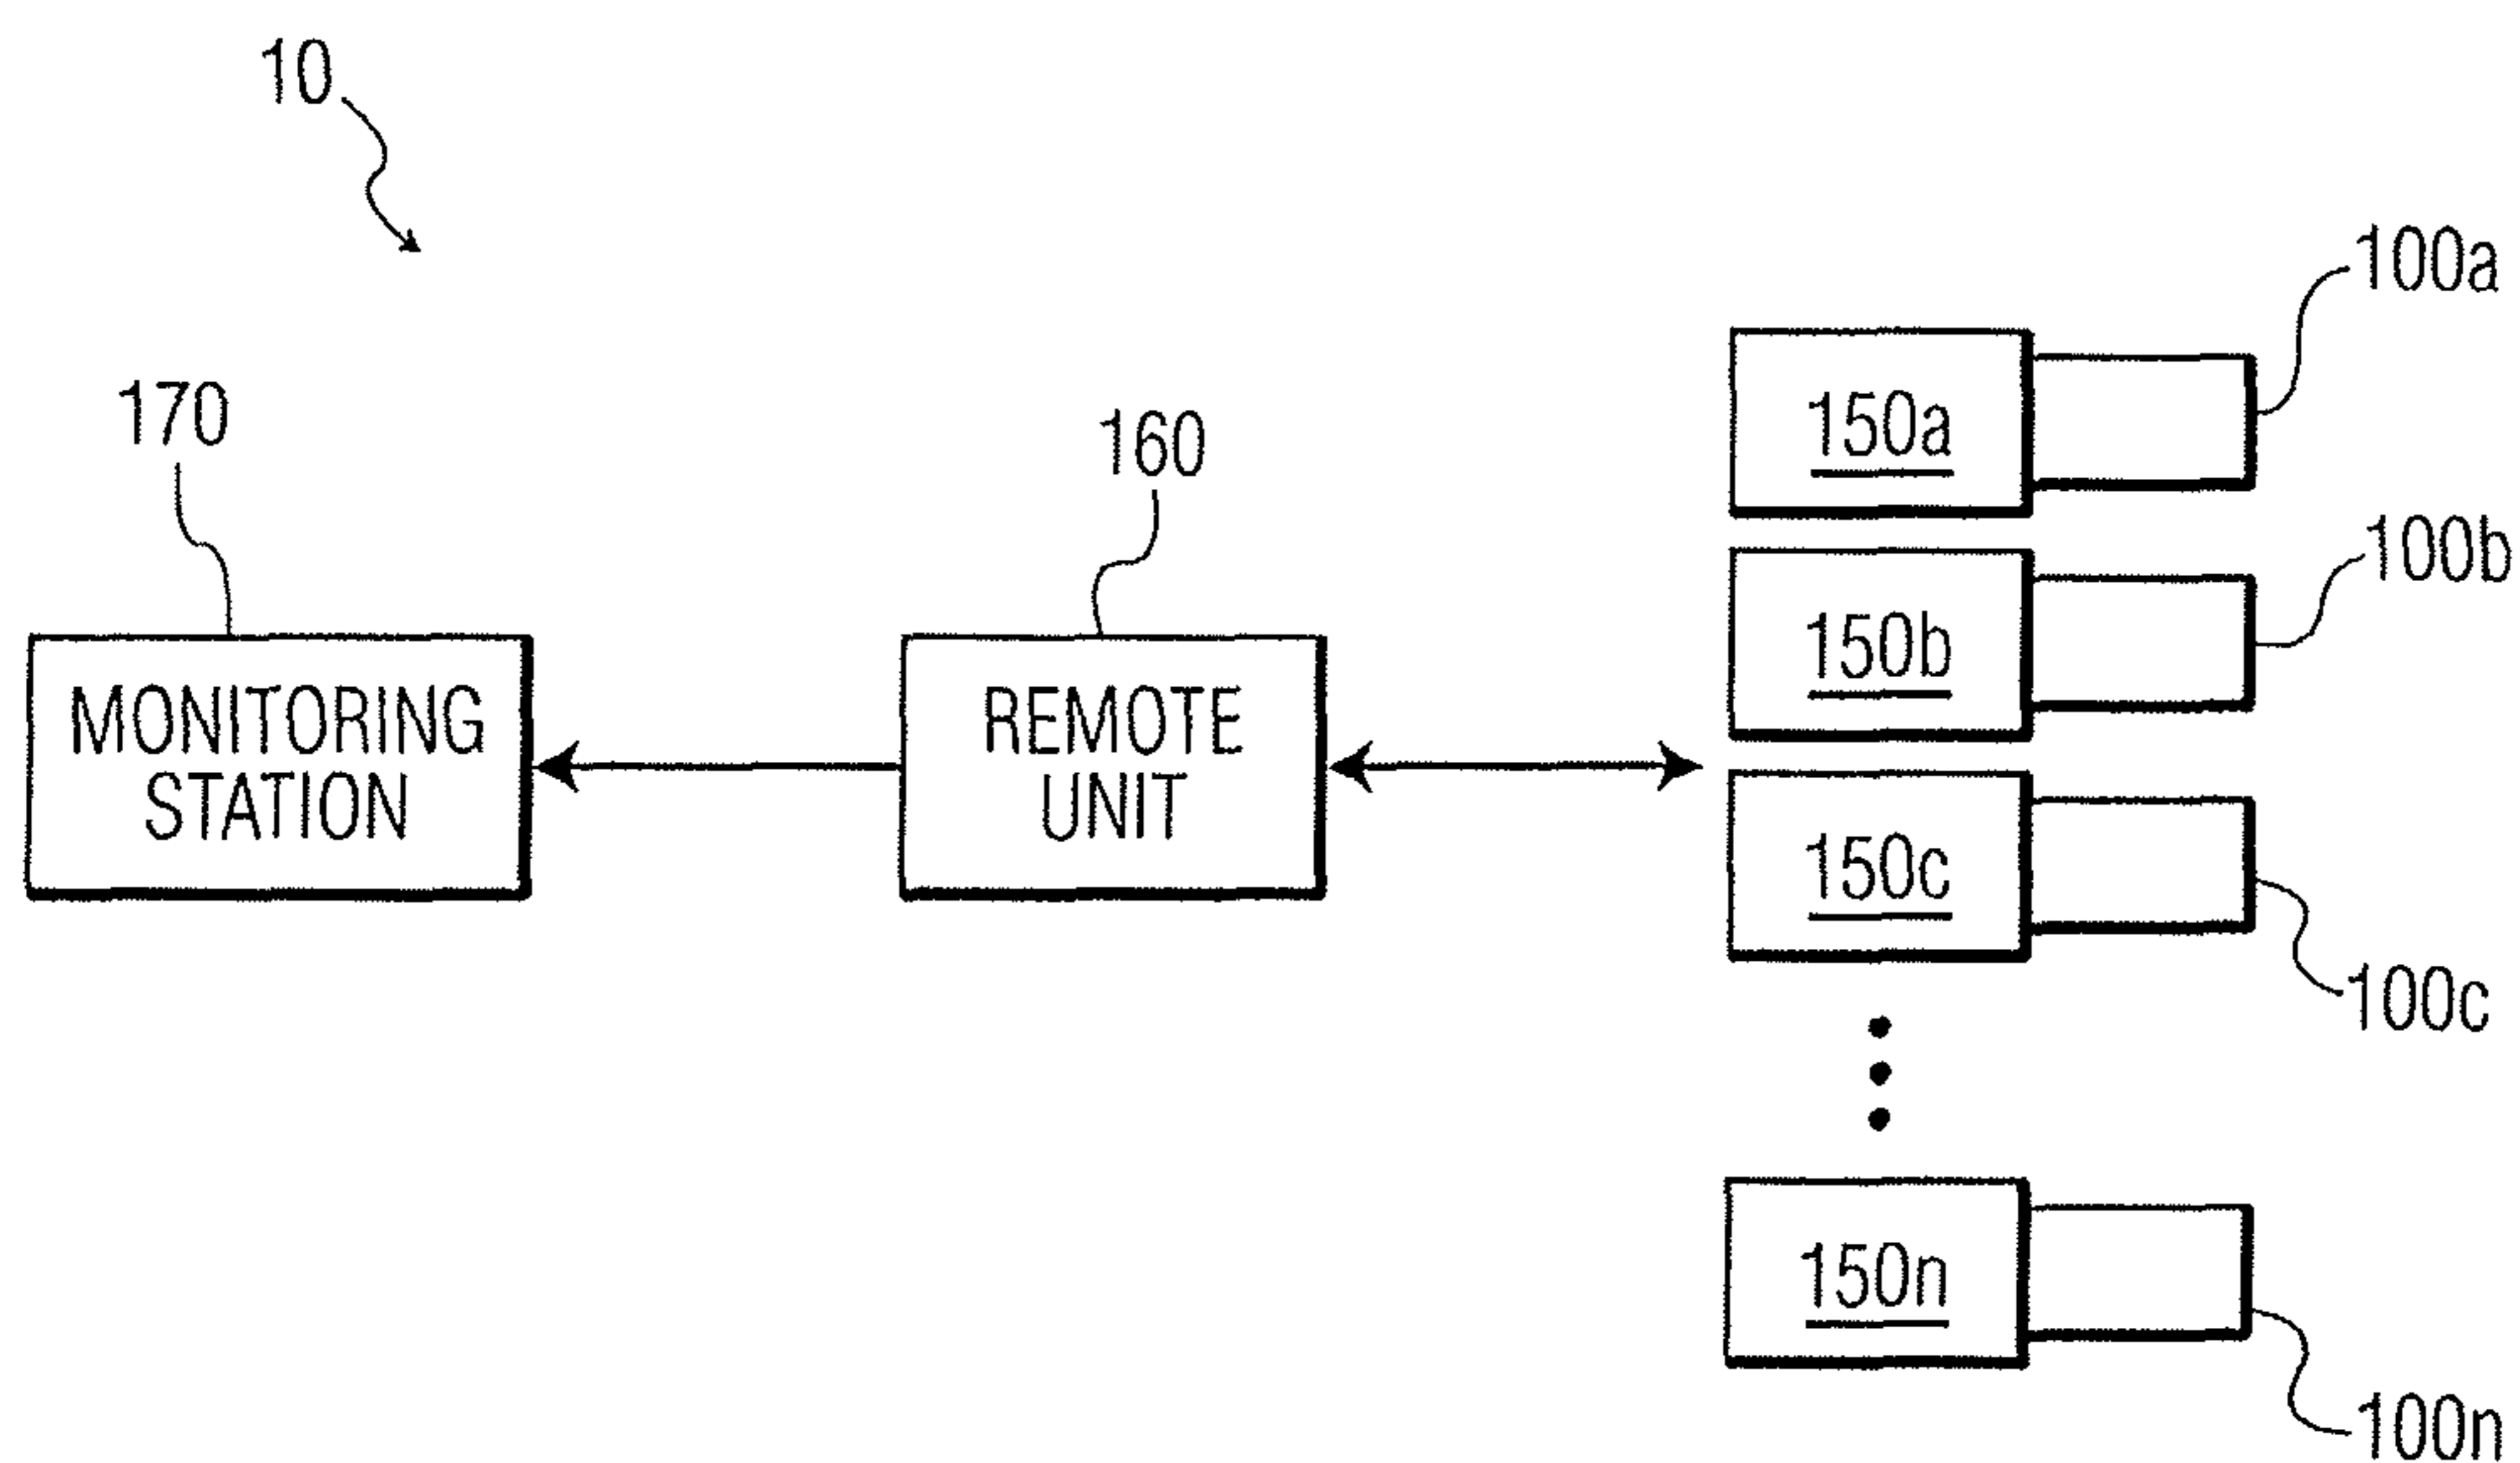 10
100a
170
160
150a
100b
150b
MONITORING
STATION
REMOTE
UNIT
150c
100c
150n
100n